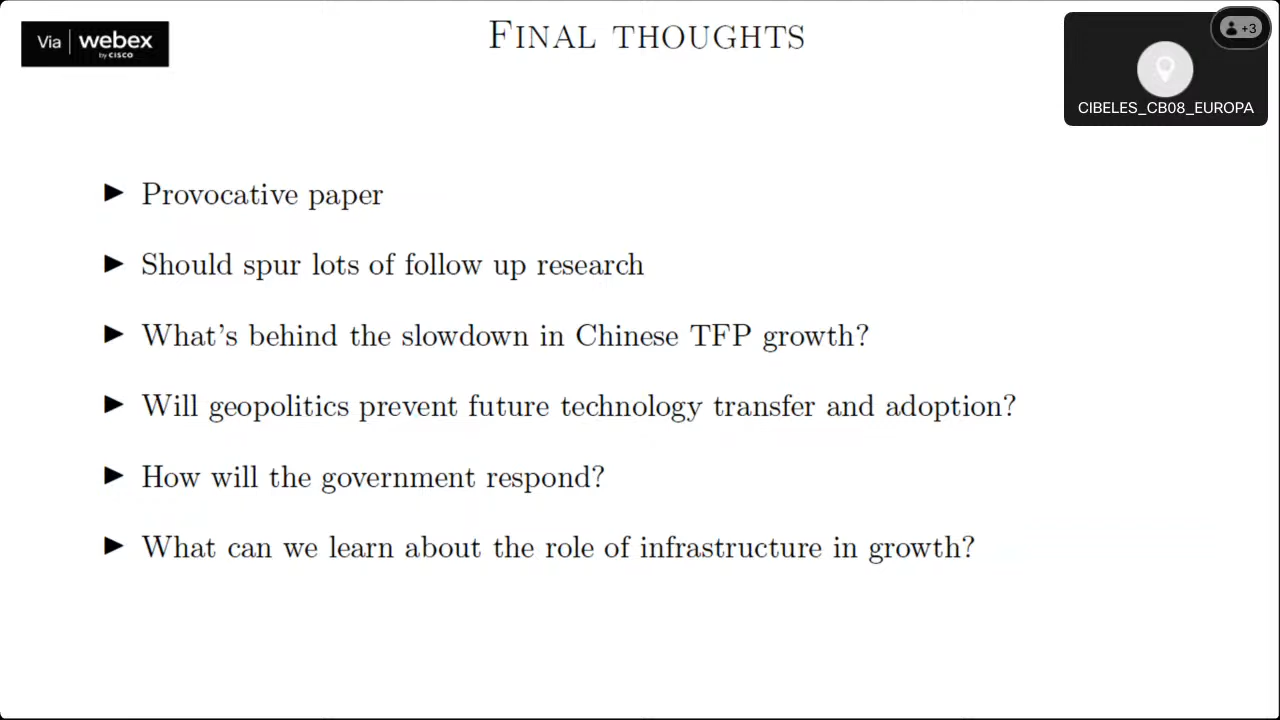 Via webex
by CISCO
FINAL THOUGHTS
+3
CIBELES_CB08_EUROPA
▶ Provocative paper
▶ Should spur lots of follow up research
▶ What's behind the slowdown in Chinese TFP growth?
▶ Will geopolitics prevent future technology transfer and adoption?
▶ How will the government respond?
▶ What can we learn about the role of infrastructure in growth?